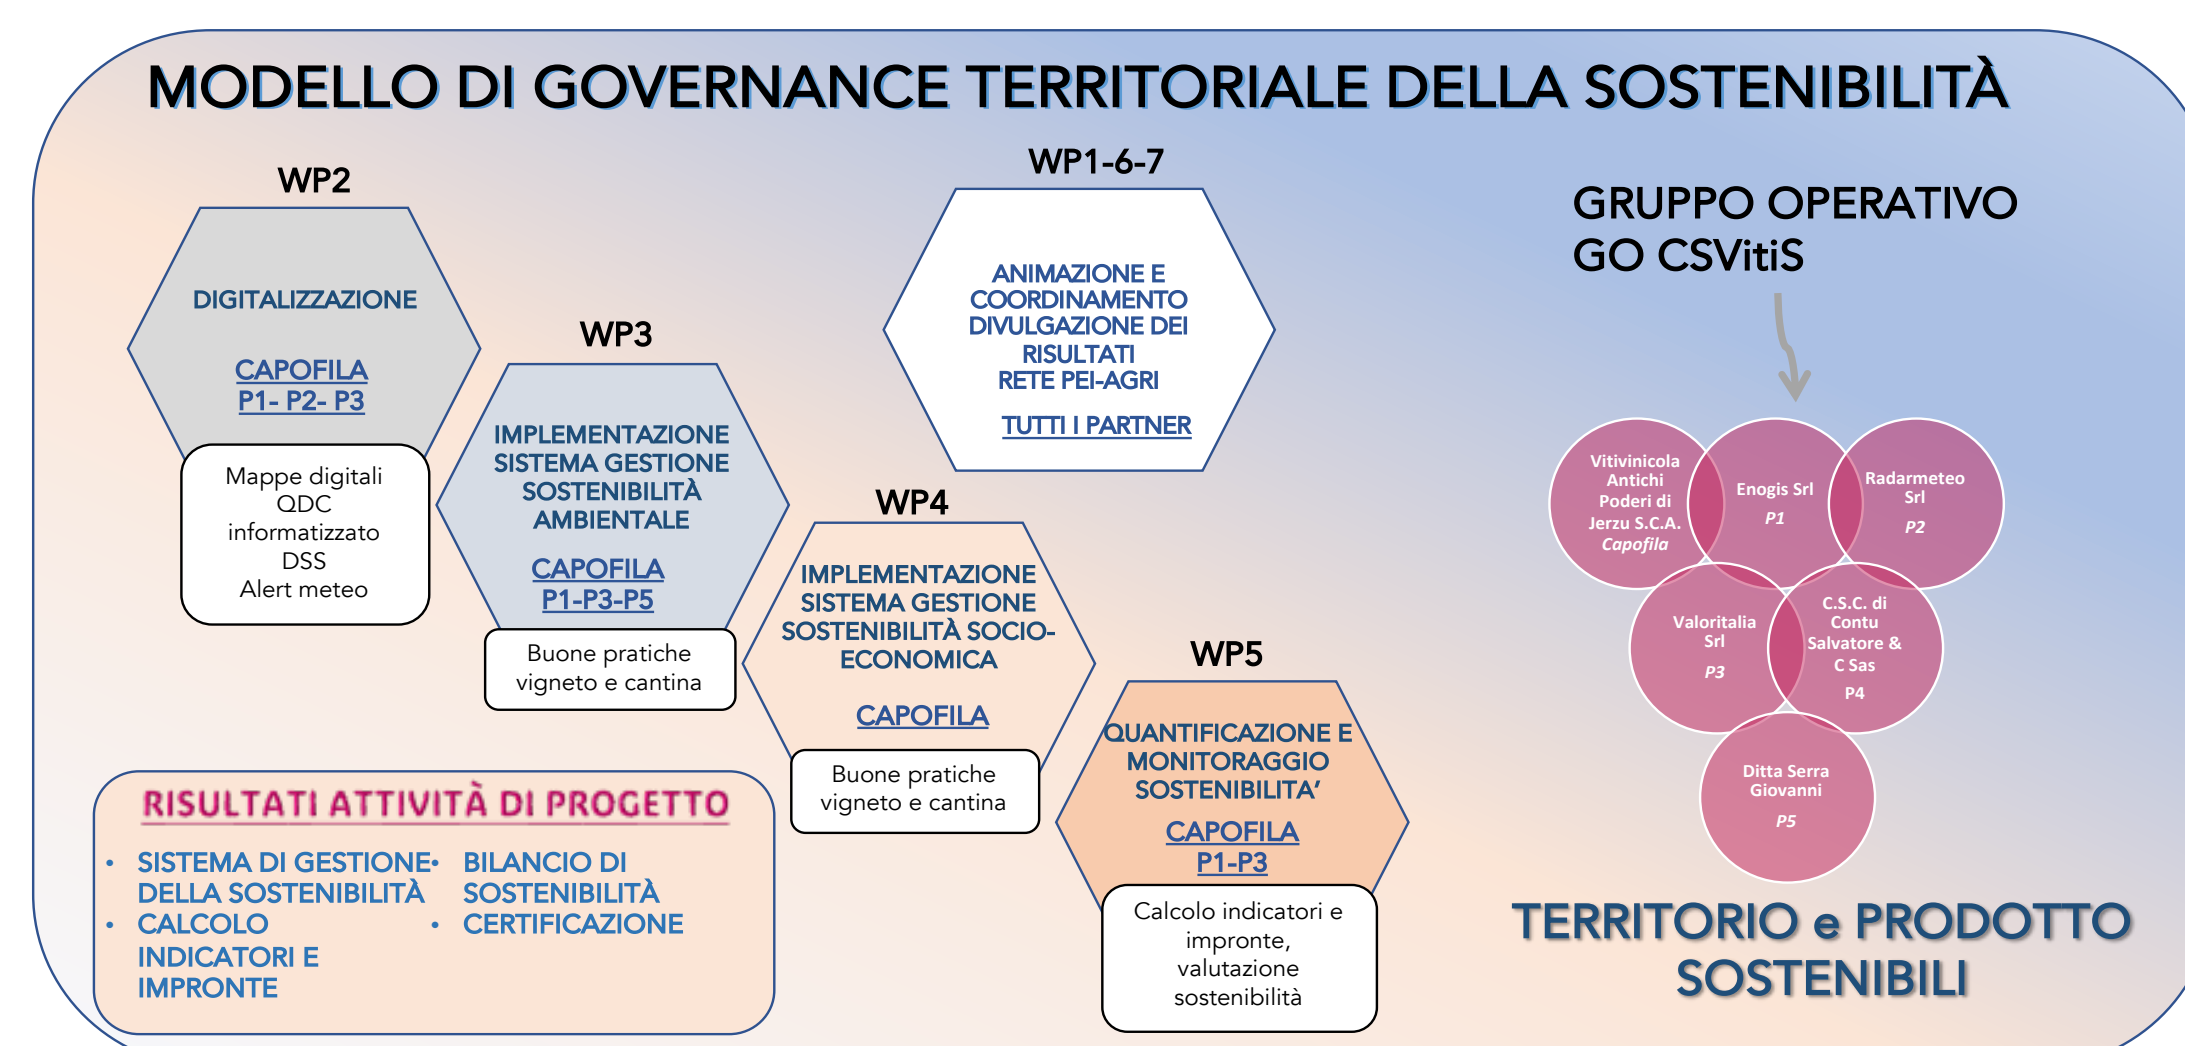 MODELLO DI GOVERNANCE TERRITORIALE DELLA SOSTENIBILITÀ
WP2
DIGITALIZZAZIONE
CAPOFILA
P1- P2- P3
Mappe digitali
QDC
informatizzato
DSS
Alert meteo
WP3
IMPLEMENTAZIONE
SISTEMA GESTIONE
SOSTENIBILITÀ
AMBIENTALE
CAPOFILA
P1-P3-P5
Buone pratiche
vigneto e cantina
WP1-6-7
ANIMAZIONE E
COORDINAMENTO
DIVULGAZIONE DEI
RISULTATI
RETE PEI-AGRI
TUTTI I PARTNER
WP4
IMPLEMENTAZIONE
SISTEMA GESTIONE
SOSTENIBILITÀ SOCIO-
ECONOMICA
CAPOFILA
Buone pratiche
vigneto e cantina
WP5
QUANTIFICAZIONE E
MONITORAGGIO
SOSTENIBILITA’
CAPOFILA
P1-P3
Calcolo indicatori e
impronte,
valutazione
sostenibilità
RISULTATI ATTIVITÀ DI PROGETTO
• SISTEMA DI GESTIONE
DELLA SOSTENIBILITÀ
• CALCOLO
INDICATORI E
IMPRONTE
• BILANCIO DI
SOSTENIBILITÀ
• CERTIFICAZIONE
GRUPPO OPERATIVO
GO CSVitiS
Vitivinicola
Antichi
Poderi di
Jerzu S.C.A.
Capofila
Enogis Srl
P1
Radarmeteo
Srl
P2
Valoritalia
Srl
P3
C.S.C. di
Contu
Salvatore &
C Sas
P4
Ditta Serra
Giovanni
P5
TERRITORIO e PRODOTTO
SOSTENIBILI